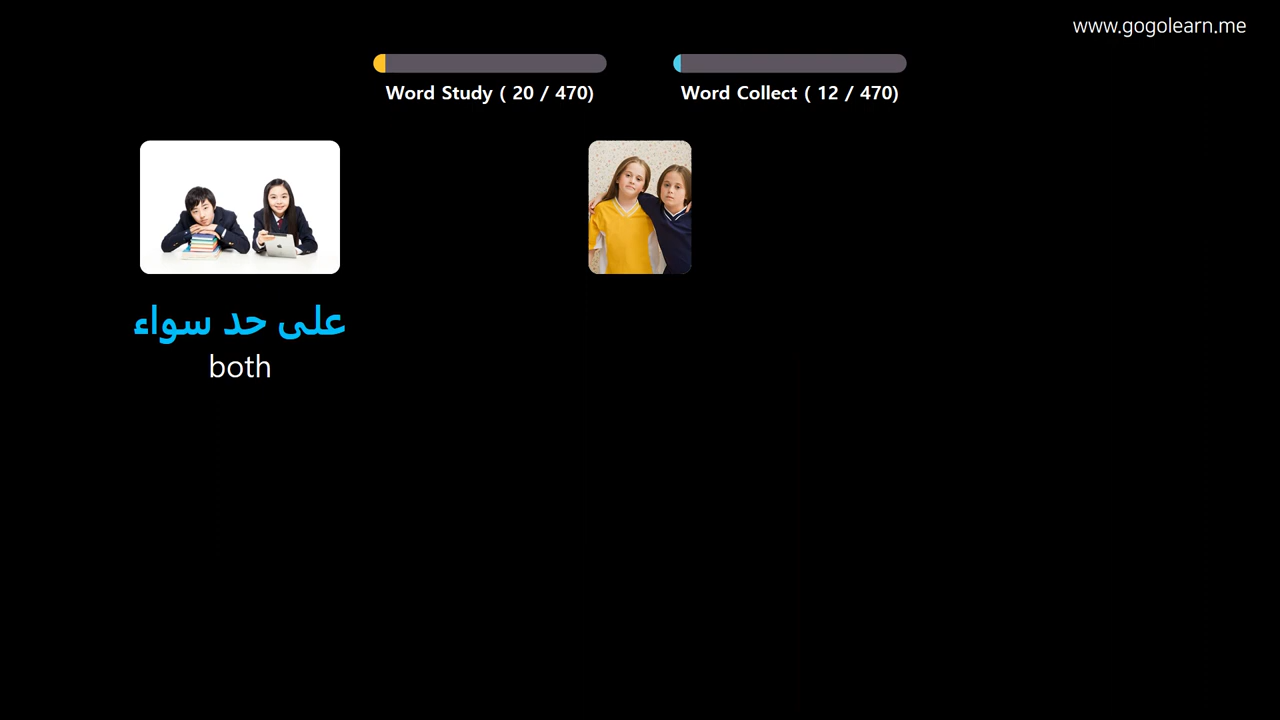 www.gogolearn.me
Word Study ( 20 / 470)
Word Collect ( 12 / 470)
على حد سواء
both